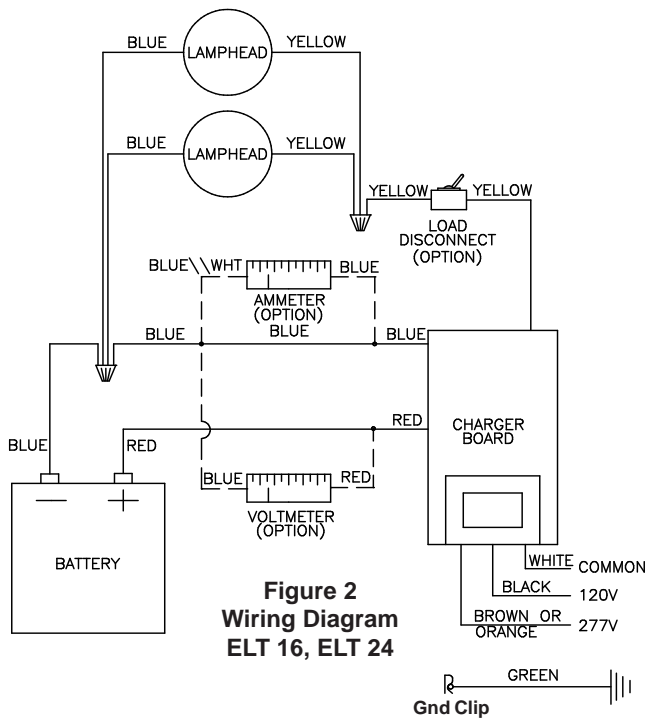 BLUE LAMPHEAD YELLOW
BLUE LAMPHEAD YELLOW
YELLOW YELLOW
LOAD
DISCONNECT
(OPTION)
BLUE\\WHT BLUE
AMMETER
(OPTION)
BLUE BLUE BLUE
RED
CHARGER
BOARD
BLUE RED
BLUE RED
VOLTMETER
(OPTION)
− +
BATTERY
WHITE COMMON
BLACK 120V
BROWN OR
ORANGE 277V
Figure 2
Wiring Diagram
ELT 16, ELT 24
GREEN
Gnd Clip